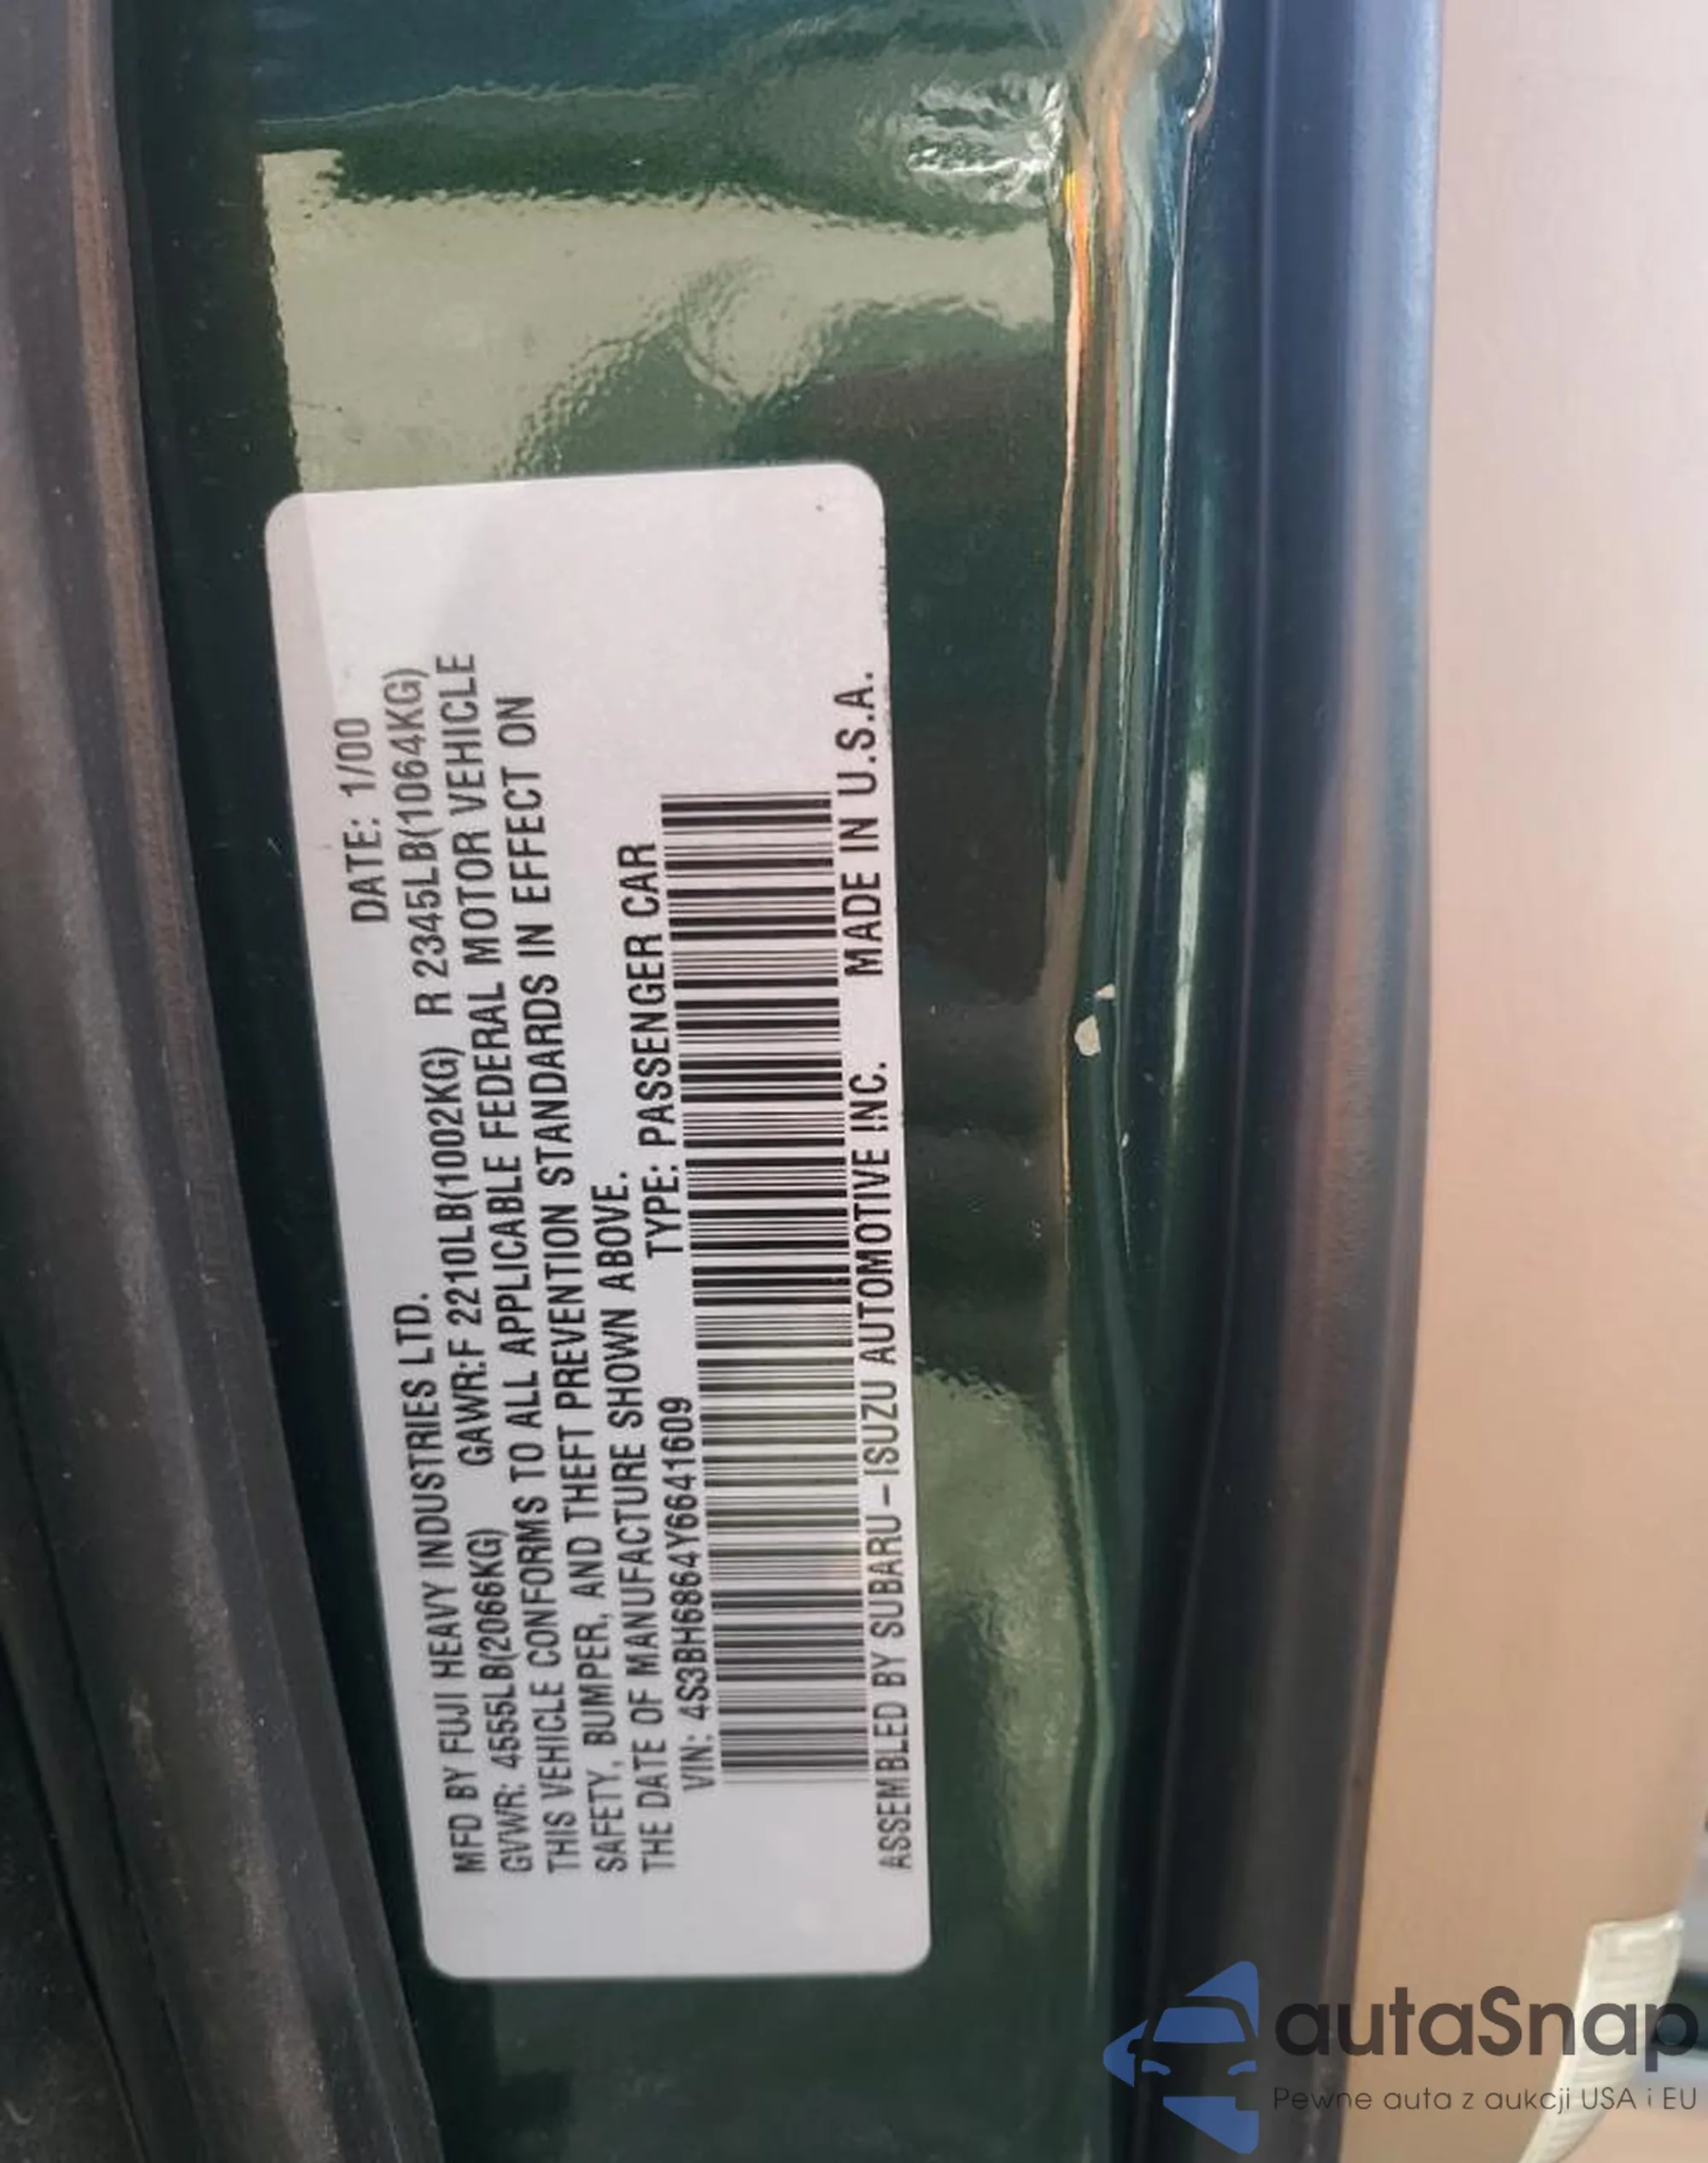 DATE: 1/00
MFD BY FUJI HEAVY INDUSTRIES LTD.
GVWR: 4555LB(2066KG) GAWR:F 2210LB(1002KG) R 2345LB(1064KG)
THIS VEHICLE CONFORMS TO ALL APPLICABLE FEDERAL MOTOR VEHICLE
SAFETY, BUMPER, AND THEFT PREVENTION STANDARDS IN EFFECT ON
THE DATE OF MANUFACTURE SHOWN ABOVE.
VIN: 4S3BH6864Y6641609 TYPE: PASSENGER CAR
ASSEMBLED BY SUBARU-ISUZU AUTOMOTIVE INC. MADE IN U.S.A.
autaSnap
Pewne auta z aukcji USA i EU